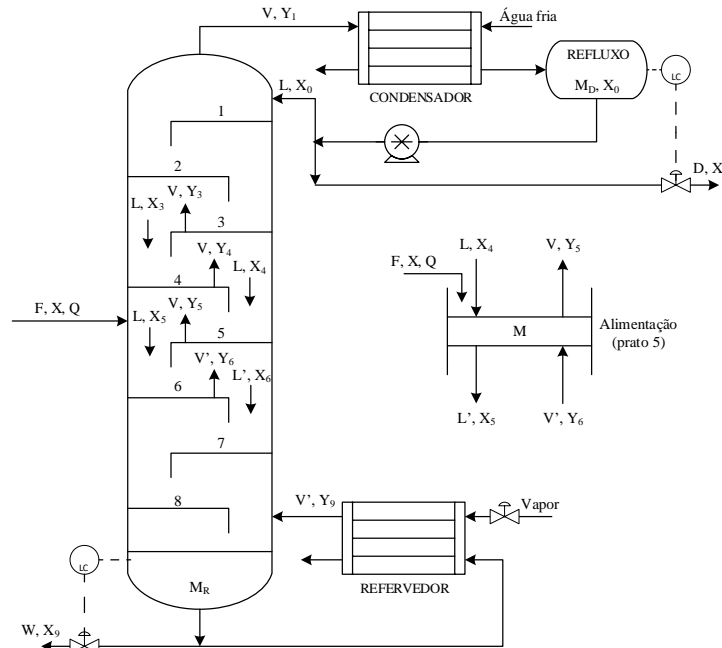 V, Y1
Água fria
REFLUXO
LC
MD, X0
CONDENSADOR
L, X0
1
D, X
2
V, Y3
L, X3
3
V, Y4
L, X4
4
V, Y5
F, X, Q
L, X5
5
V’, Y6
L’, X6
6
7
8
L, X4
V, Y5
F, X, Q
M
Alimentação
(prato 5)
L’, X5
V’, Y6
V’, Y9
Vapor
REFERVEDOR
LC
MR
W, X9